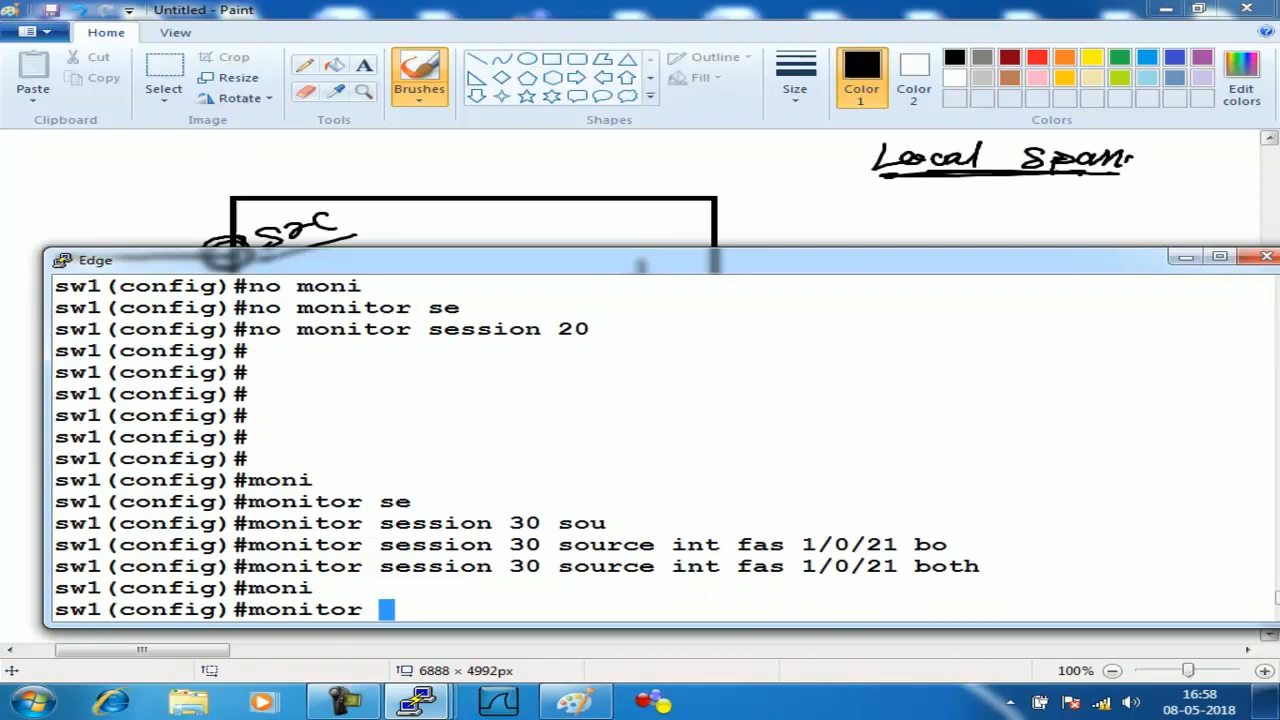 Untitled - Paint
Home View
Cut
Copy
Paste
Clipboard
Crop
Resize
Rotate
Select
Image
Tools
Brushes
Outline
Fill
Shapes
Size
Color 1
Color 2
Edit colors
Colors
Local Span
Src
Edge
sw1(config)#no moni
sw1(config)#no monitor se
sw1(config)#no monitor session 20
sw1(config)#
sw1(config)#
sw1(config)#
sw1(config)#
sw1(config)#
sw1(config)#
sw1(config)#moni
sw1(config)#monitor se
sw1(config)#monitor session 30 sou
sw1(config)#monitor session 30 source int fas 1/0/21 bo
sw1(config)#monitor session 30 source int fas 1/0/21 both
sw1(config)#moni
sw1(config)#monitor
6888 × 4992px
100%
16:58
08-05-2018